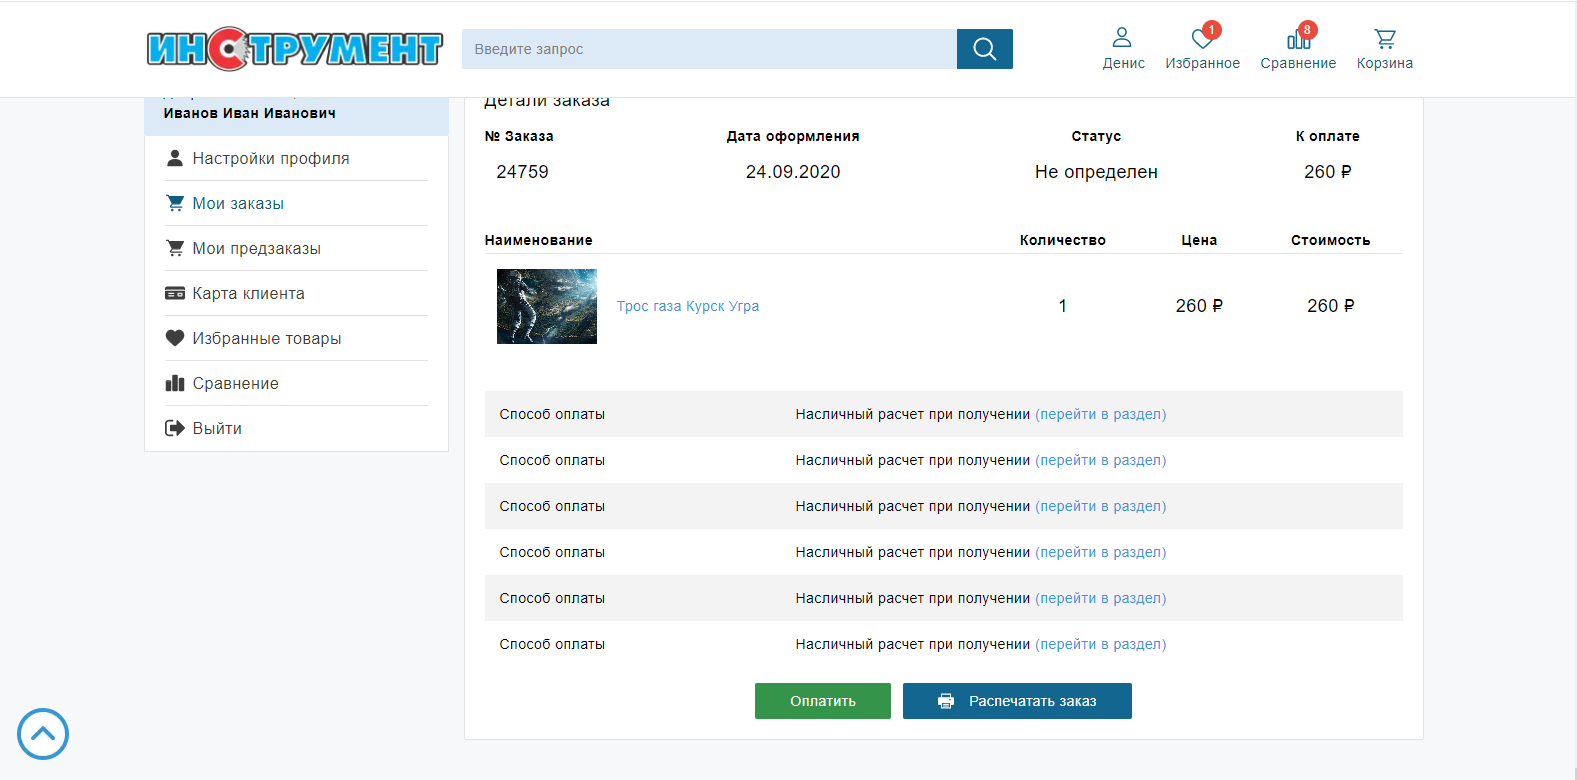 ИНСТРУМЕНТ
Введите запрос
1
8
Денис Избранное Сравнение Корзина
Иванов Иван Иванович
Настройки профиля
Мои заказы
Мои предзаказы
Карта клиента
Избранные товары
Сравнение
Выйти
Детали заказа
№ Заказа Дата оформления Статус К оплате
24759 24.09.2020 Не определен 260 ₽
Наименование Количество Цена Стоимость
Трос газа Курск Угра 1 260 ₽ 260 ₽
Способ оплаты Насличный расчет при получении (перейти в раздел)
Способ оплаты Насличный расчет при получении (перейти в раздел)
Способ оплаты Насличный расчет при получении (перейти в раздел)
Способ оплаты Насличный расчет при получении (перейти в раздел)
Способ оплаты Насличный расчет при получении (перейти в раздел)
Способ оплаты Насличный расчет при получении (перейти в раздел)
Оплатить Распечатать заказ